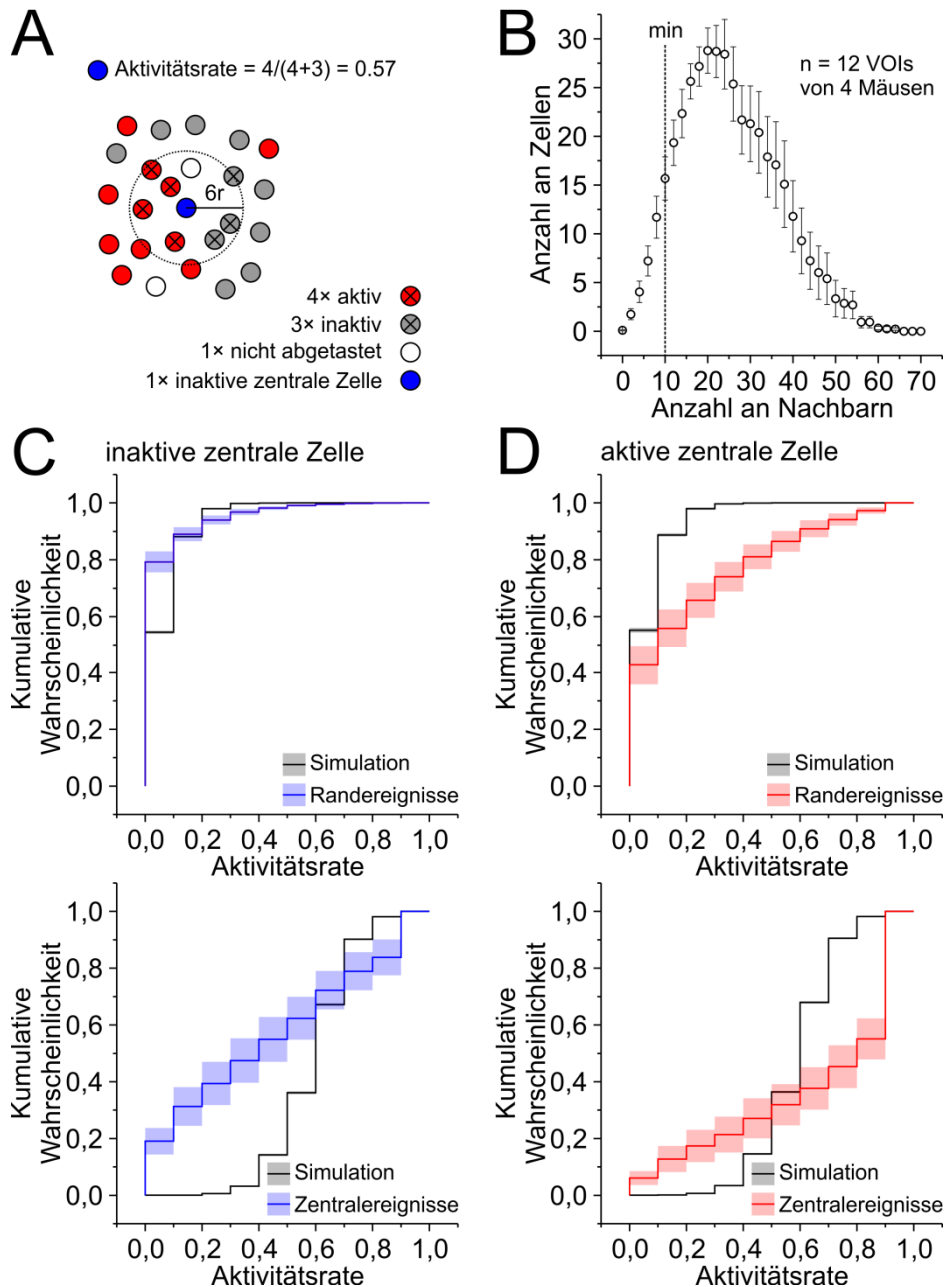 A
Aktivitätsrate = 4/(4+3) = 0.57
6r
4× aktiv
3× inaktiv
1× nicht abgetastet
1× inaktive zentrale Zelle
B
min
n = 12 VOIs
von 4 Mäusen
Anzahl an Zellen
30
25
20
15
10
5
0
0 10 20 30 40 50 60 70
Anzahl an Nachbarn
C
inaktive zentrale Zelle
Kumulative
Wahrscheinlichkeit
1,0
0,8
0,6
0,4
0,2
0,0
Simulation
Randereignisse
0,0 0,2 0,4 0,6 0,8 1,0
Aktivitätsrate
Kumulative
Wahrscheinlichkeit
1,0
0,8
0,6
0,4
0,2
0,0
Simulation
Zentralereignisse
0,0 0,2 0,4 0,6 0,8 1,0
Aktivitätsrate
D
aktive zentrale Zelle
Kumulative
Wahrscheinlichkeit
1,0
0,8
0,6
0,4
0,2
0,0
Simulation
Randereignisse
0,0 0,2 0,4 0,6 0,8 1,0
Aktivitätsrate
Kumulative
Wahrscheinlichkeit
1,0
0,8
0,6
0,4
0,2
0,0
Simulation
Zentralereignisse
0,0 0,2 0,4 0,6 0,8 1,0
Aktivitätsrate